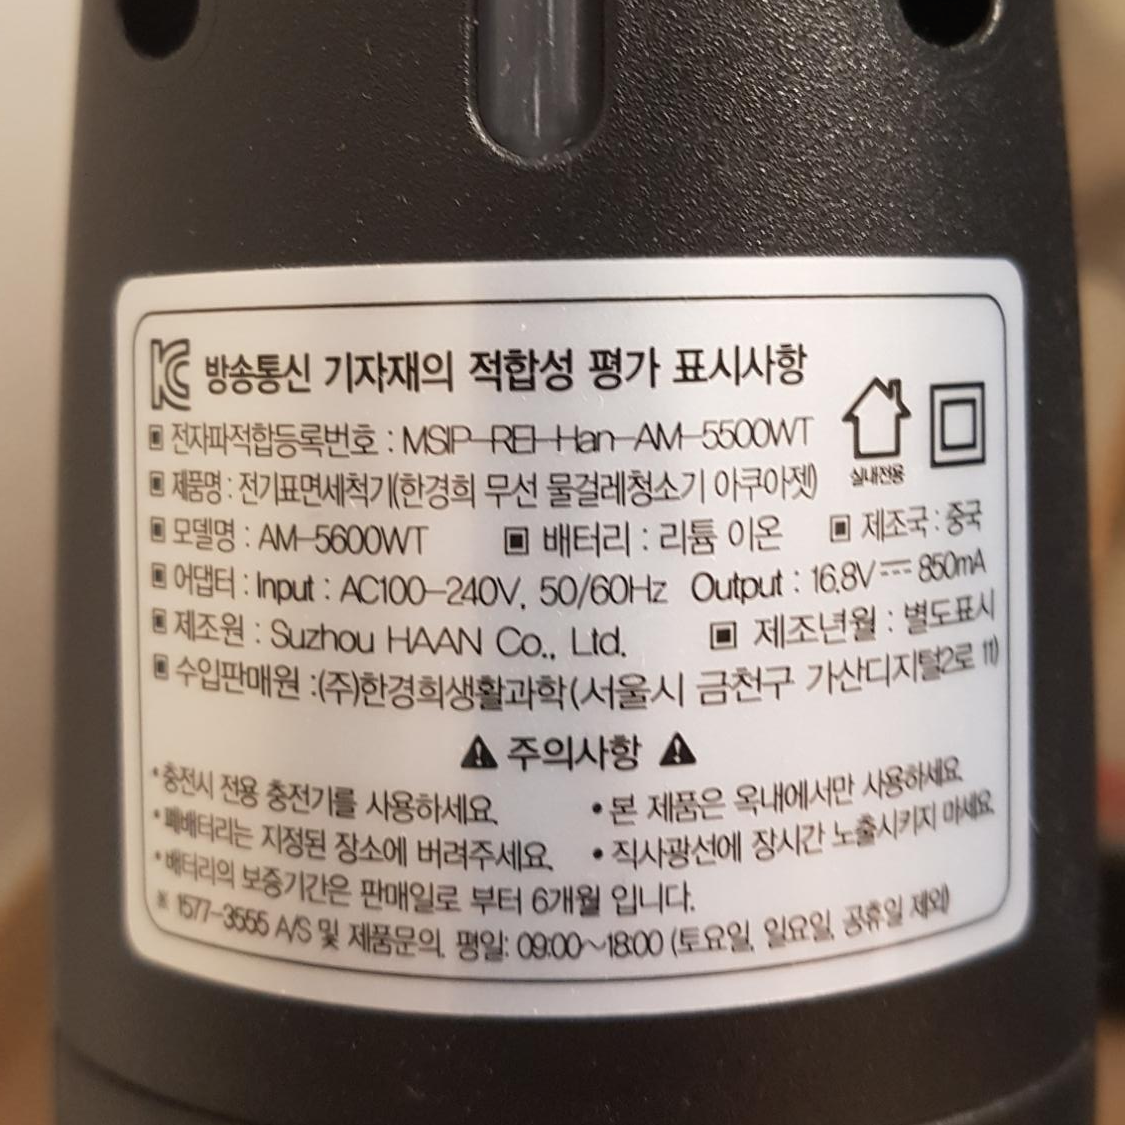 방송통신 기자재의 적합성 평가 표시사항
▣ 전자파적합등록번호 : MSIP-REI-Han-AM-5500WT
실내전용
▣ 제품명 : 전기표면세척기(한경희 무선 물걸레청소기 아쿠아젯)
▣ 모델명 : AM-5600WT ▣ 배터리 : 리튬 이온 ▣ 제조국 : 중국
▣ 어댑터 : Input : AC100-240V, 50/60Hz Output : 16.8V⎓850mA
▣ 제조원 : Suzhou HAAN Co., Ltd. ▣ 제조년월 : 별도표시
▣ 수입판매원 :(주)한경희생활과학(서울시 금천구 가산디지털2로 11)
⚠ 주의사항 ⚠
•충전시 전용 충전기를 사용하세요. •본 제품은 옥내에서만 사용하세요.
•폐배터리는 지정된 장소에 버려주세요. •직사광선에 장시간 노출시키지 마세요.
•배터리의 보증기간은 판매일로 부터 6개월 입니다.
※ 1577-3555 A/S 및 제품문의. 평일: 09:00~18:00 (토요일, 일요일, 공휴일 제외)